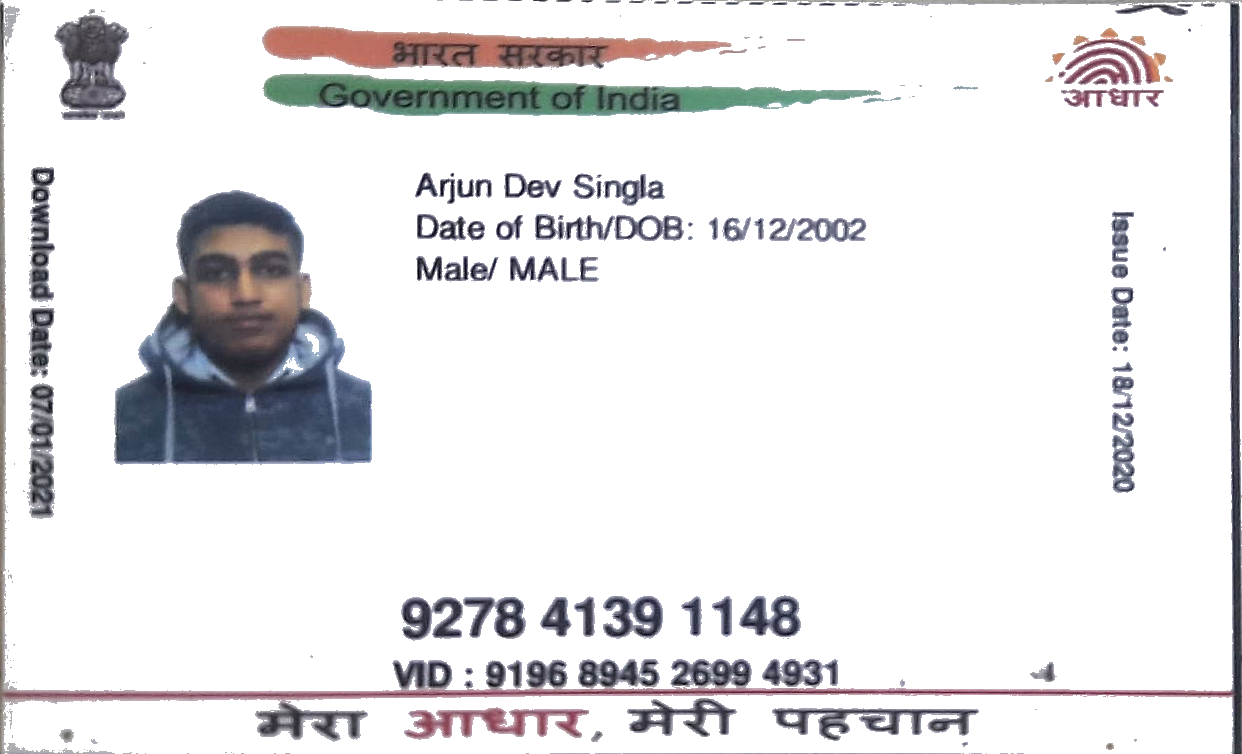 भारत सरकार
Government of India
आधार
Download Date: 07/01/2021
Arjun Dev Singla
Date of Birth/DOB: 16/12/2002
Male/ MALE
Issue Date: 18/12/2020
9278 4139 1148
VID : 9196 8945 2699 4931
मेरा आधार, मेरी पहचान